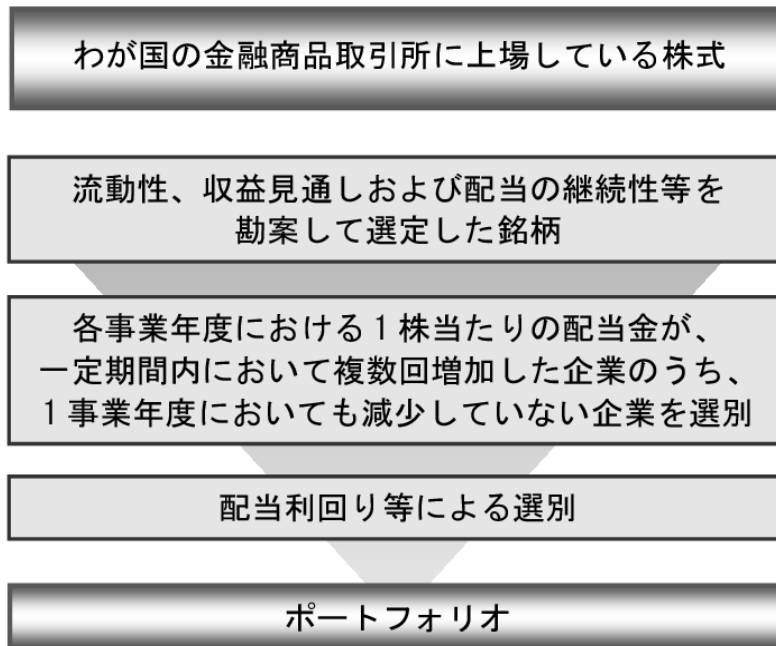 わが国の金融商品取引所に上場している株式
流動性、収益見通しおよび配当の継続性等を
勘案して選定した銘柄
各事業年度における1株当たりの配当金が、
一定期間内において複数回増加した企業のうち、
1事業年度においても減少していない企業を選別
配当利回り等による選別
ポートフォリオ